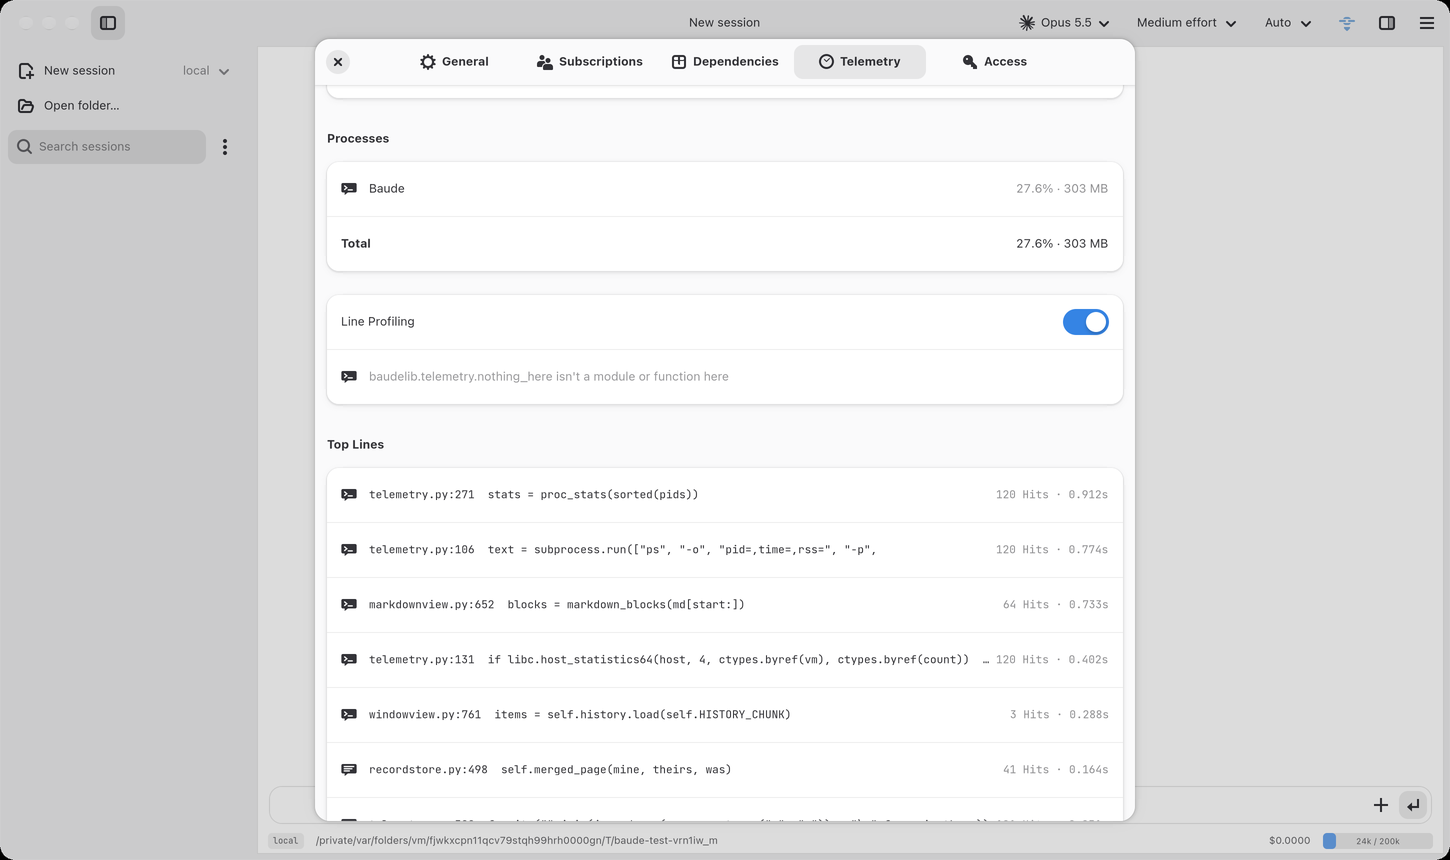 New session
Opus 5.5
Medium effort
Auto
New session
local
Open folder...
Search sessions
General
Subscriptions
Dependencies
Telemetry
Access
Processes
Baude 27.6% · 303 MB
Total 27.6% · 303 MB
Line Profiling
baudelib.telemetry.nothing_here isn't a module or function here
Top Lines
telemetry.py:271 stats = proc_stats(sorted(pids)) 120 Hits · 0.912s
telemetry.py:106 text = subprocess.run(["ps", "-o", "pid=,time=,rss=", "-p", 120 Hits · 0.774s
markdownview.py:652 blocks = markdown_blocks(md[start:]) 64 Hits · 0.733s
telemetry.py:131 if libc.host_statistics64(host, 4, ctypes.byref(vm), ctypes.byref(count)) … 120 Hits · 0.402s
windowview.py:761 items = self.history.load(self.HISTORY_CHUNK) 3 Hits · 0.288s
recordstore.py:498 self.merged_page(mine, theirs, was) 41 Hits · 0.164s
local /private/var/folders/vm/fjwkxcpn11qcv79stqh99hrh0000gn/T/baude-test-vrn1iw_m $0.0000 24k / 200k